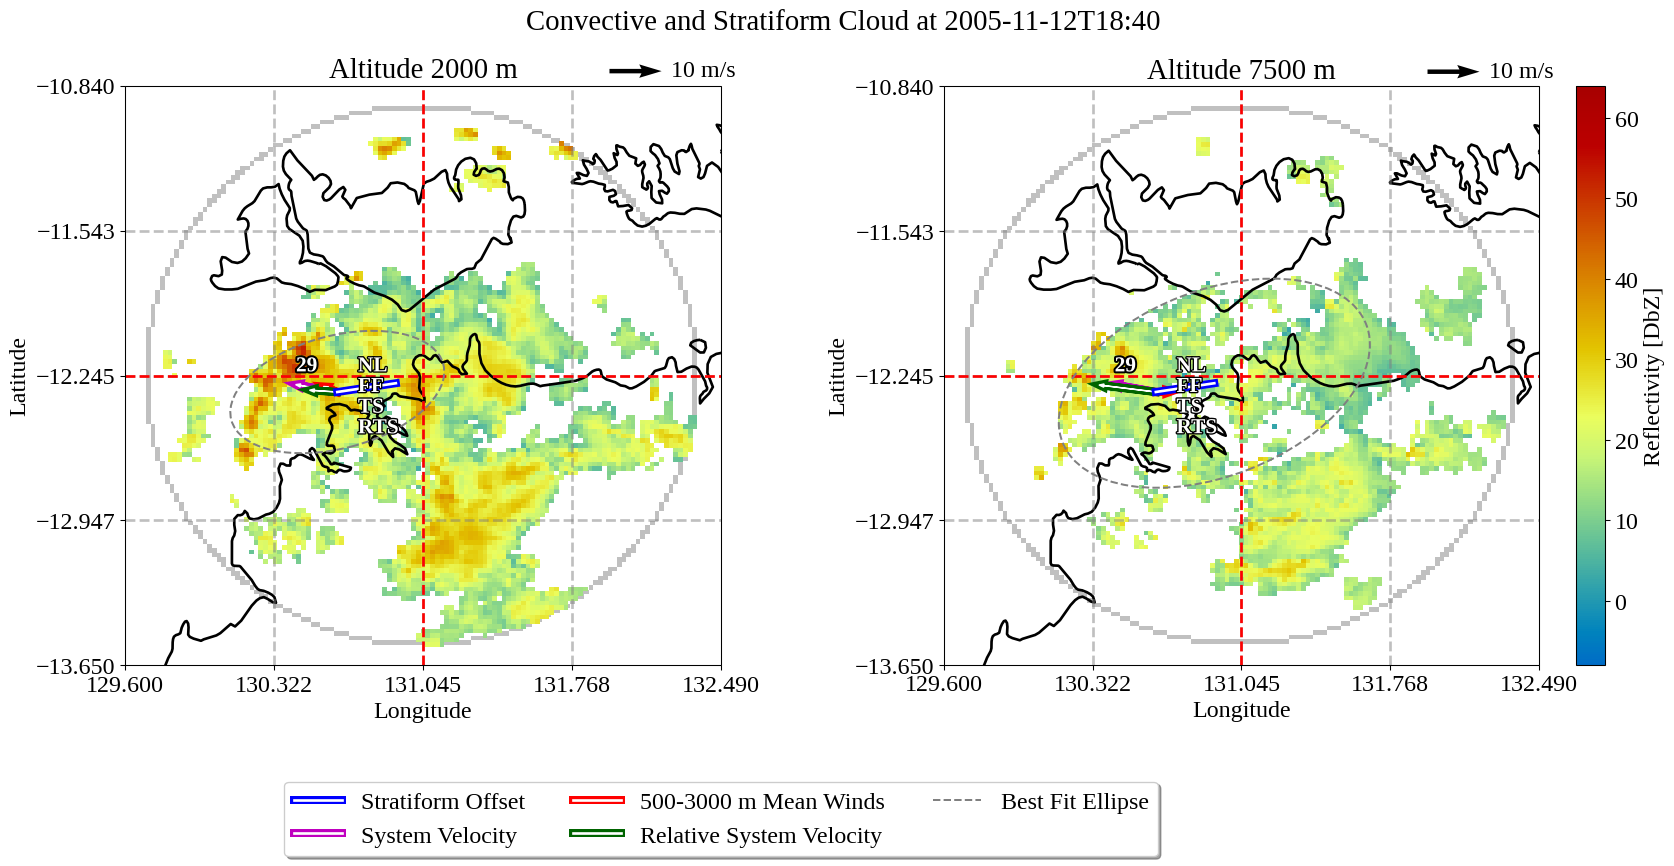 Convective and Stratiform Cloud at 2005-11-12T18:40
Altitude 2000 m
10 m/s
Altitude 7500 m
10 m/s
−10.840
−11.543
−12.245
−12.947
−13.650
Latitude
129.600
130.322
131.045
131.768
132.490
Longitude
29
NL
FF
TS
RTS
−10.840
−11.543
−12.245
−12.947
−13.650
Latitude
129.600
130.322
131.045
131.768
132.490
Longitude
29
NL
FF
TS
RTS
60
50
40
30
20
10
0
Reflectivity [DbZ]
Stratiform Offset
System Velocity
500-3000 m Mean Winds
Relative System Velocity
Best Fit Ellipse